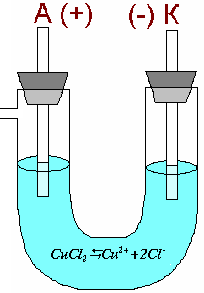 А (+) (-) К
CuCl₂ ⇆ Cu²⁺ + 2Cl⁻